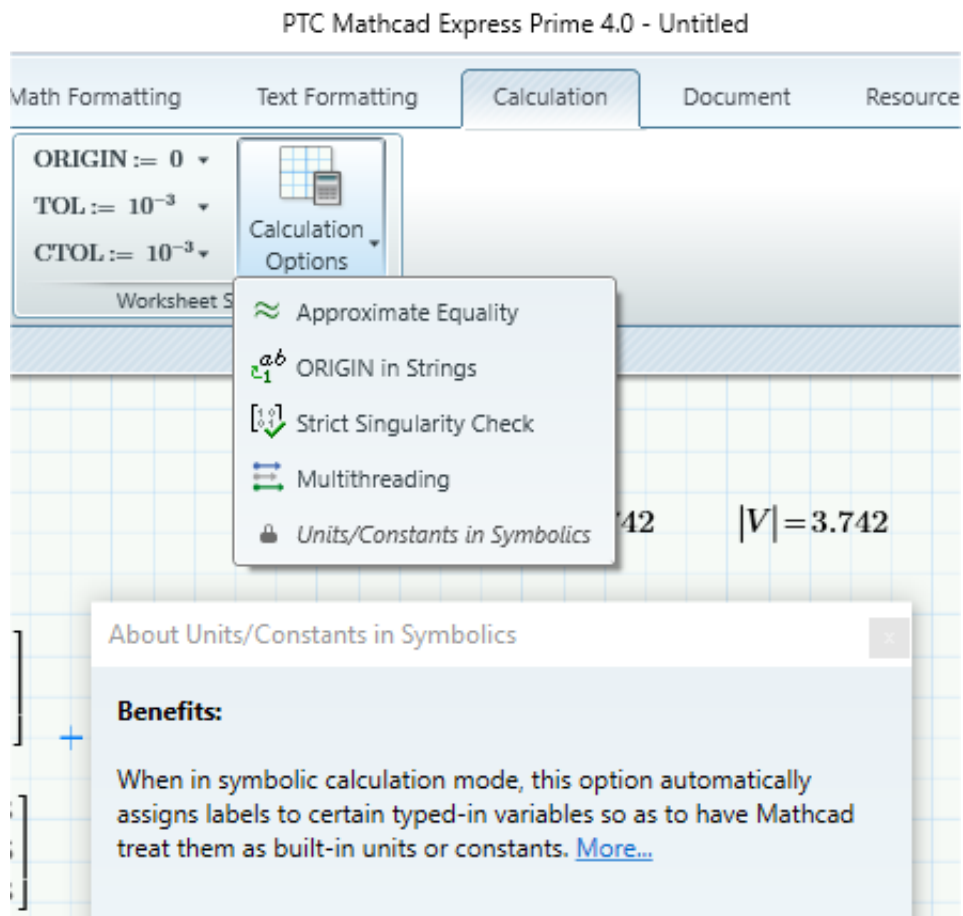 PTC Mathcad Express Prime 4.0 - Untitled
Math Formatting Text Formatting Calculation Document Resource
ORIGIN := 0
TOL := 10⁻³
CTOL := 10⁻³
Calculation
Options
Worksheet S
≈ Approximate Equality
ab 1 ORIGIN in Strings
Strict Singularity Check
Multithreading
Units/Constants in Symbolics
42 |V| = 3.742
About Units/Constants in Symbolics
x
Benefits:
When in symbolic calculation mode, this option automatically
assigns labels to certain typed-in variables so as to have Mathcad
treat them as built-in units or constants. More...